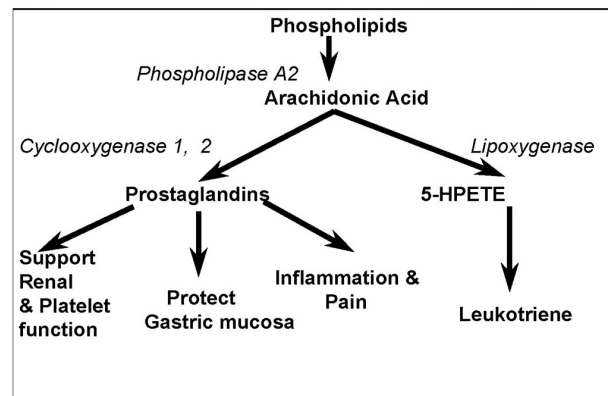 Phospholipids
Phospholipase A2
Arachidonic Acid
Cyclooxygenase 1, 2
Lipoxygenase
Prostaglandins
5-HPETE
Support
Renal
& Platelet
function
Protect
Gastric mucosa
Inflammation &
Pain
Leukotriene